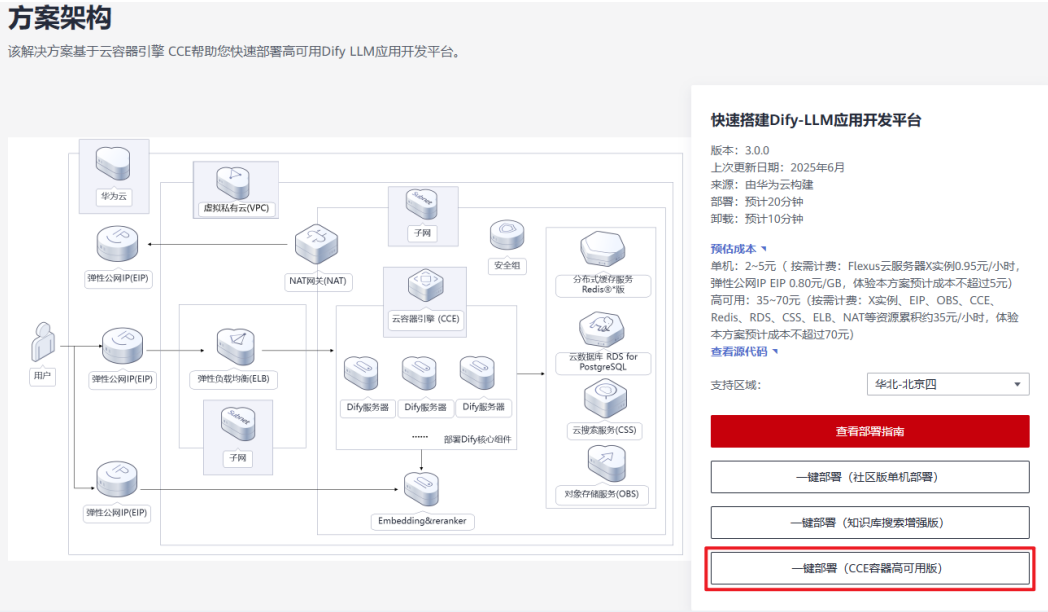 方案架构
该解决方案基于云容器引擎 CCE帮助您快速部署高可用Dify LLM应用开发平台。
华为云
虚拟私有云(VPC)
Subnet
子网
IP
弹性公网IP(EIP)
NAT网关(NAT)
安全组
分布式缓存服务
Redis®*版
云容器引擎 (CCE)
云数据库 RDS for
PostgreSQL
用户
IP
弹性公网IP(EIP)
弹性负载均衡(ELB)
Dify服务器
Dify服务器
Dify服务器
······
部署Dify核心组件
云搜索服务(CSS)
Subnet
子网
IP
弹性公网IP(EIP)
Embedding&reranker
对象存储服务(OBS)
快速搭建Dify-LLM应用开发平台
版本：3.0.0
上次更新日期：2025年6月
来源：由华为云构建
部署：预计20分钟
卸载：预计10分钟
预估成本
单机：2~5元（ 按需计费：Flexus云服务器X实例0.95元/小时，
弹性公网IP EIP 0.80元/GB，体验本方案预计成本不超过5元）
高可用：35~70元（按需计费：X实例、EIP、OBS、CCE、
Redis、RDS、CSS、ELB、NAT等资源累积约35元/小时，体验
本方案预计成本不超过70元）
查看源代码
支持区域：
华北-北京四
查看部署指南
一键部署（社区版单机部署）
一键部署（知识库搜索增强版）
一键部署（CCE容器高可用版）